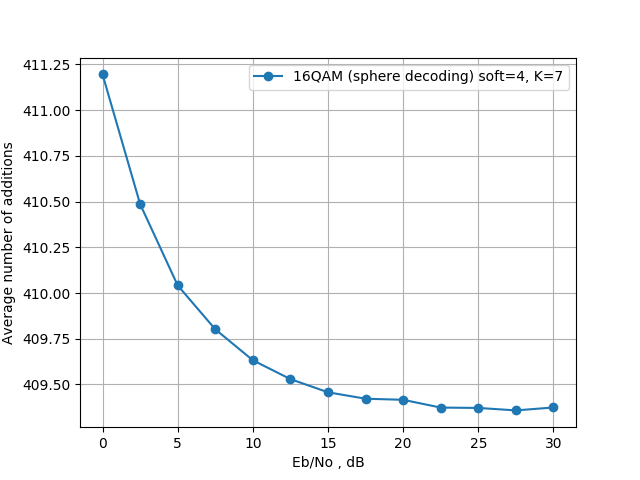 411.25
411.00
410.75
410.50
410.25
410.00
409.75
409.50
Average number of additions
16QAM (sphere decoding) soft=4, K=7
0 5 10 15 20 25 30
Eb/No , dB